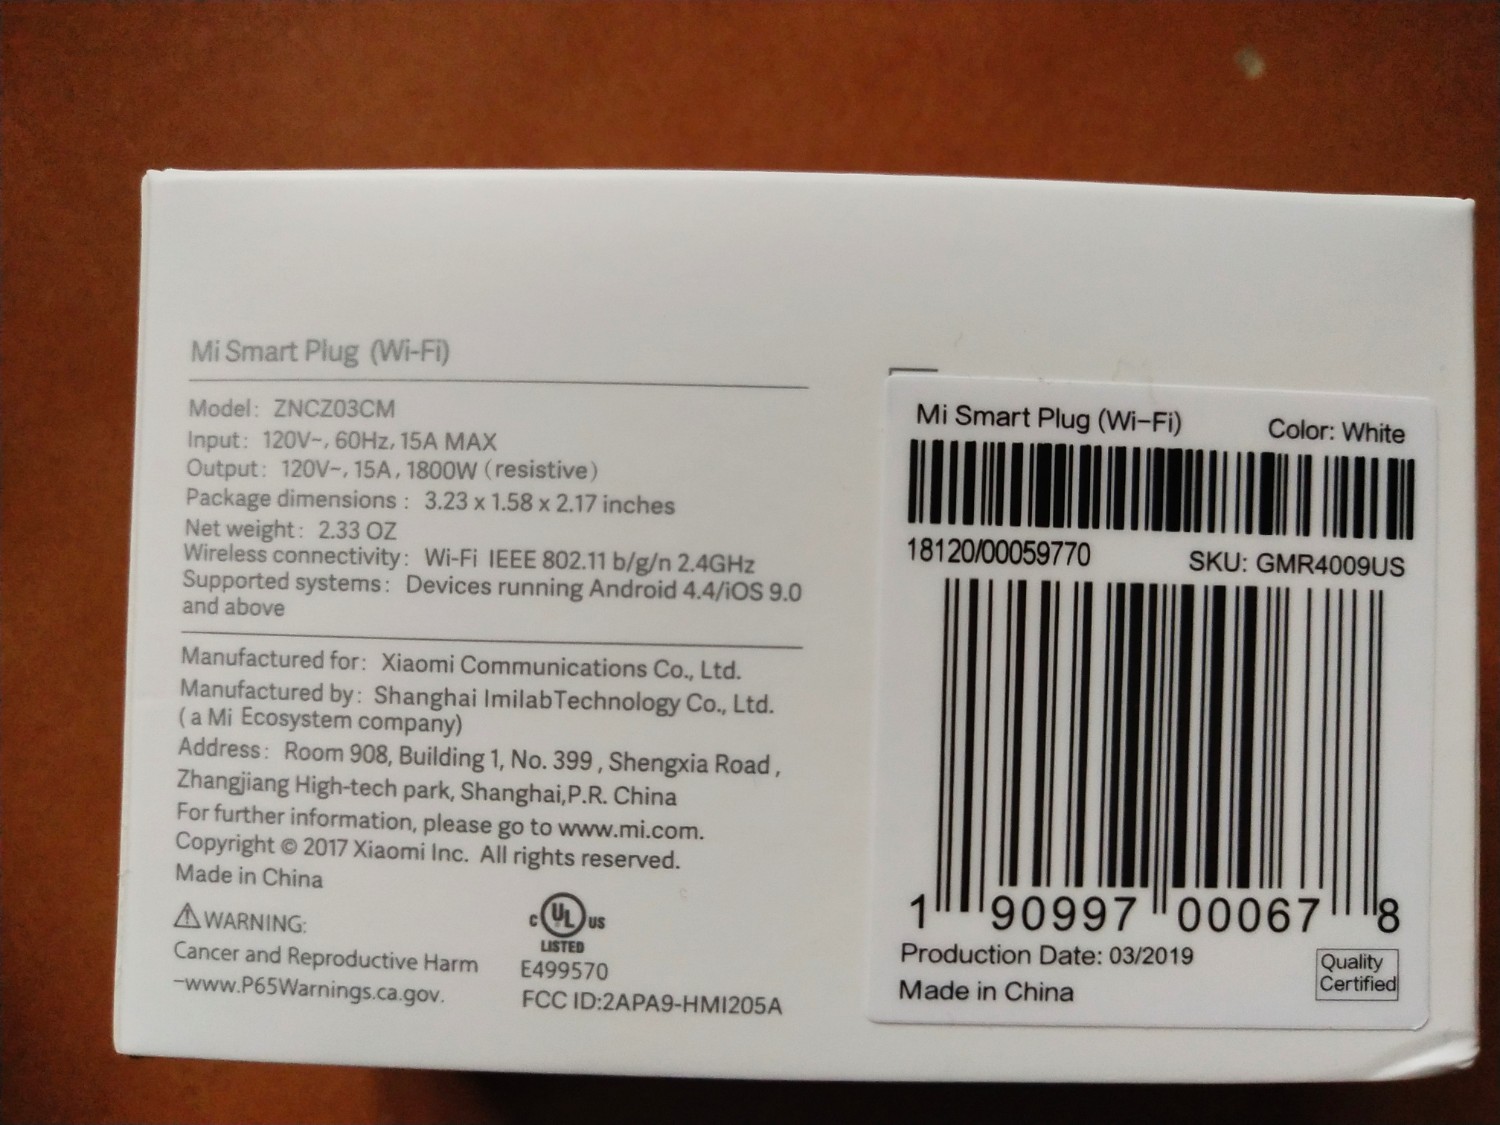 Mi Smart Plug (Wi-Fi)
Model: ZNCZ03CM
Input: 120V~, 60Hz, 15A MAX
Output: 120V~, 15A, 1800W (resistive)
Package dimensions: 3.23 x 1.58 x 2.17 inches
Net weight: 2.33 OZ
Wireless connectivity: Wi-Fi IEEE 802.11 b/g/n 2.4GHz
Supported systems: Devices running Android 4.4/iOS 9.0
and above
Manufactured for: Xiaomi Communications Co., Ltd.
Manufactured by: Shanghai ImilabTechnology Co., Ltd.
(a Mi Ecosystem company)
Address: Room 908, Building 1, No. 399, Shengxia Road,
Zhangjiang High-tech park, Shanghai,P.R. China
For further information, please go to www.mi.com.
Copyright © 2017 Xiaomi Inc. All rights reserved.
Made in China
⚠WARNING:
Cancer and Reproductive Harm
-www.P65Warnings.ca.gov.
C UL US
LISTED
E499570
FCC ID:2APA9-HMI205A
Mi Smart Plug (Wi-Fi)
Color: White
18120/00059770
SKU: GMR4009US
1 90997 00067 8
Production Date: 03/2019
Made in China
Quality
Certified